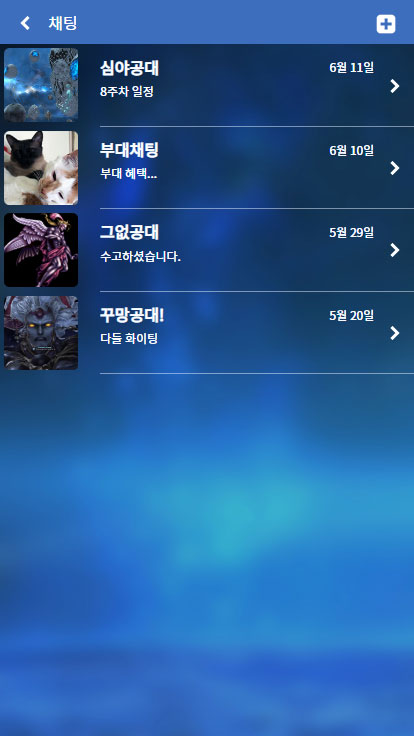 채팅
심야공대 6월 11일
8주차 일정
부대채팅 6월 10일
부대 혜택...
그없공대 5월 29일
수고하셨습니다.
꾸망공대! 5월 20일
다들 화이팅